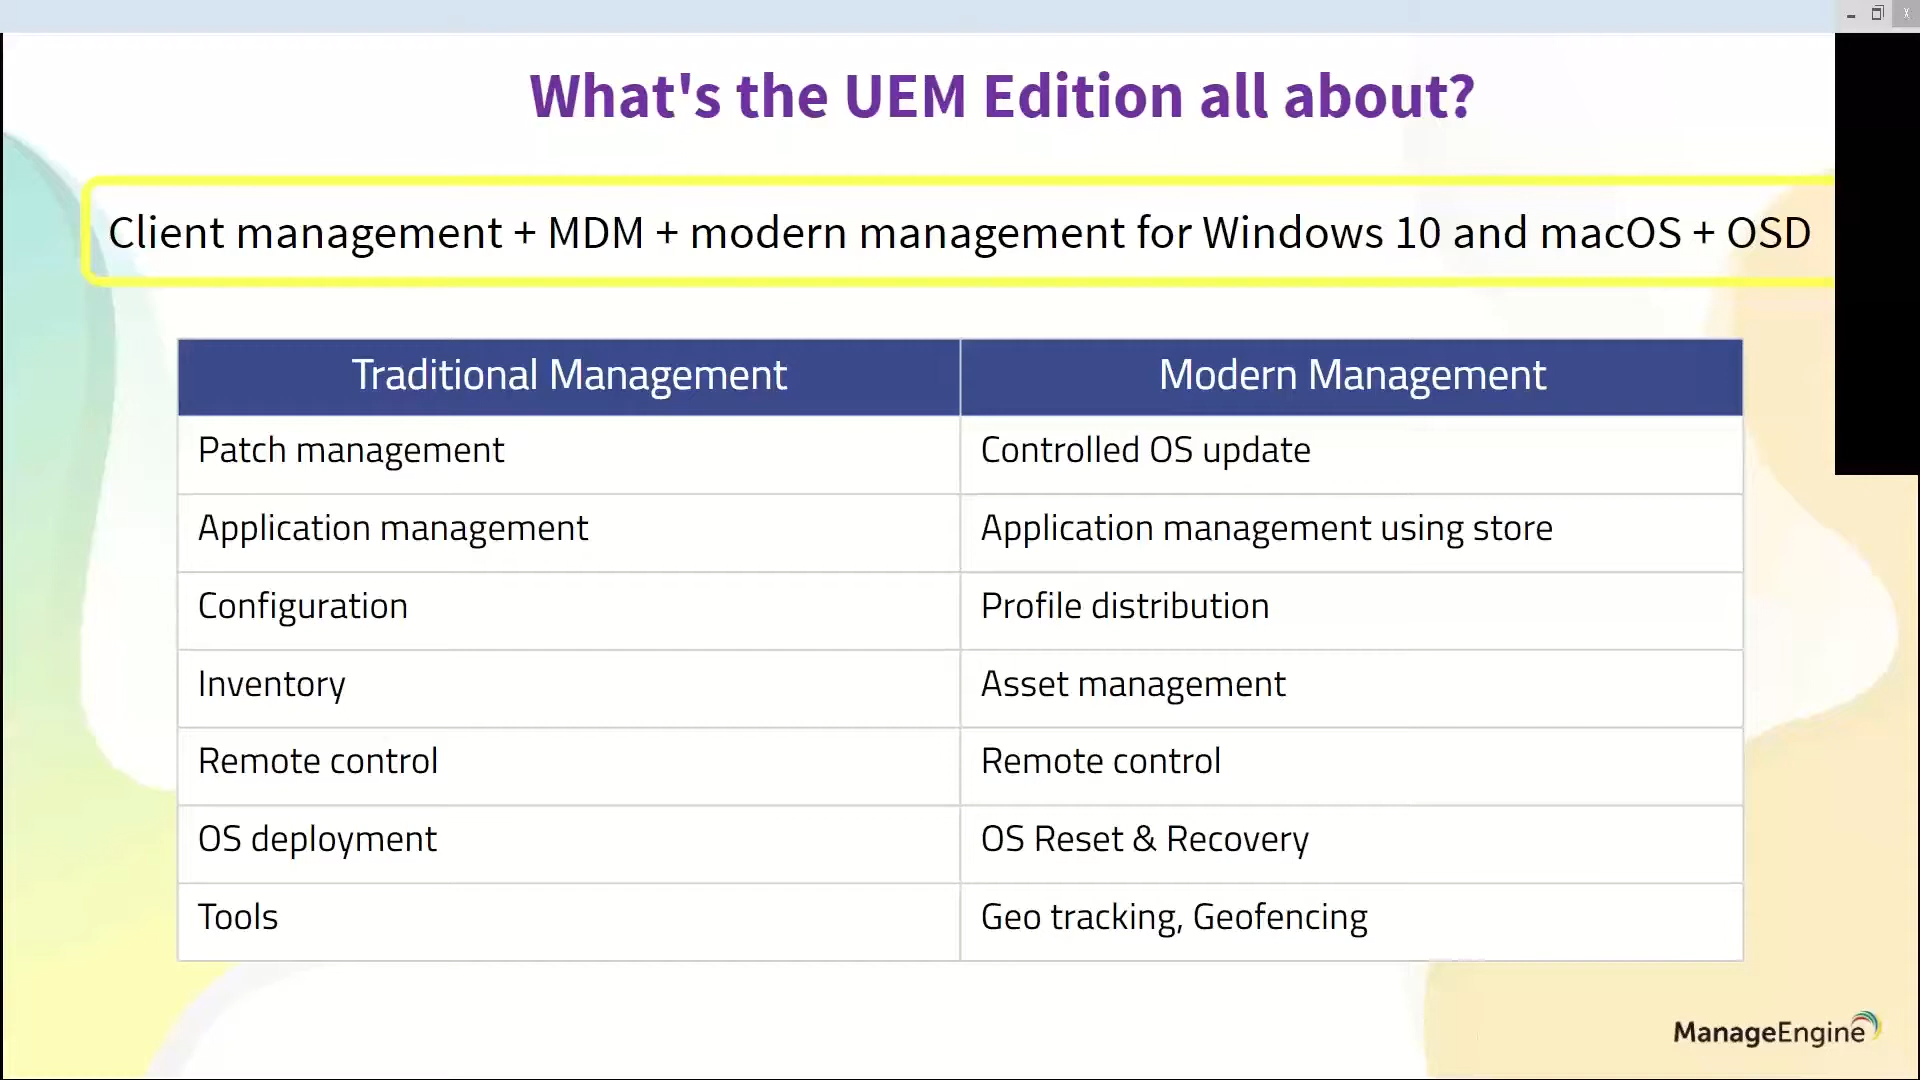 What's the UEM Edition all about?
Client management + MDM + modern management for Windows 10 and macOS + OSD
Traditional Management
Modern Management
Patch management
Controlled OS update
Application management
Application management using store
Configuration
Profile distribution
Inventory
Asset management
Remote control
Remote control
OS deployment
OS Reset & Recovery
Tools
Geo tracking, Geofencing
ManageEngine